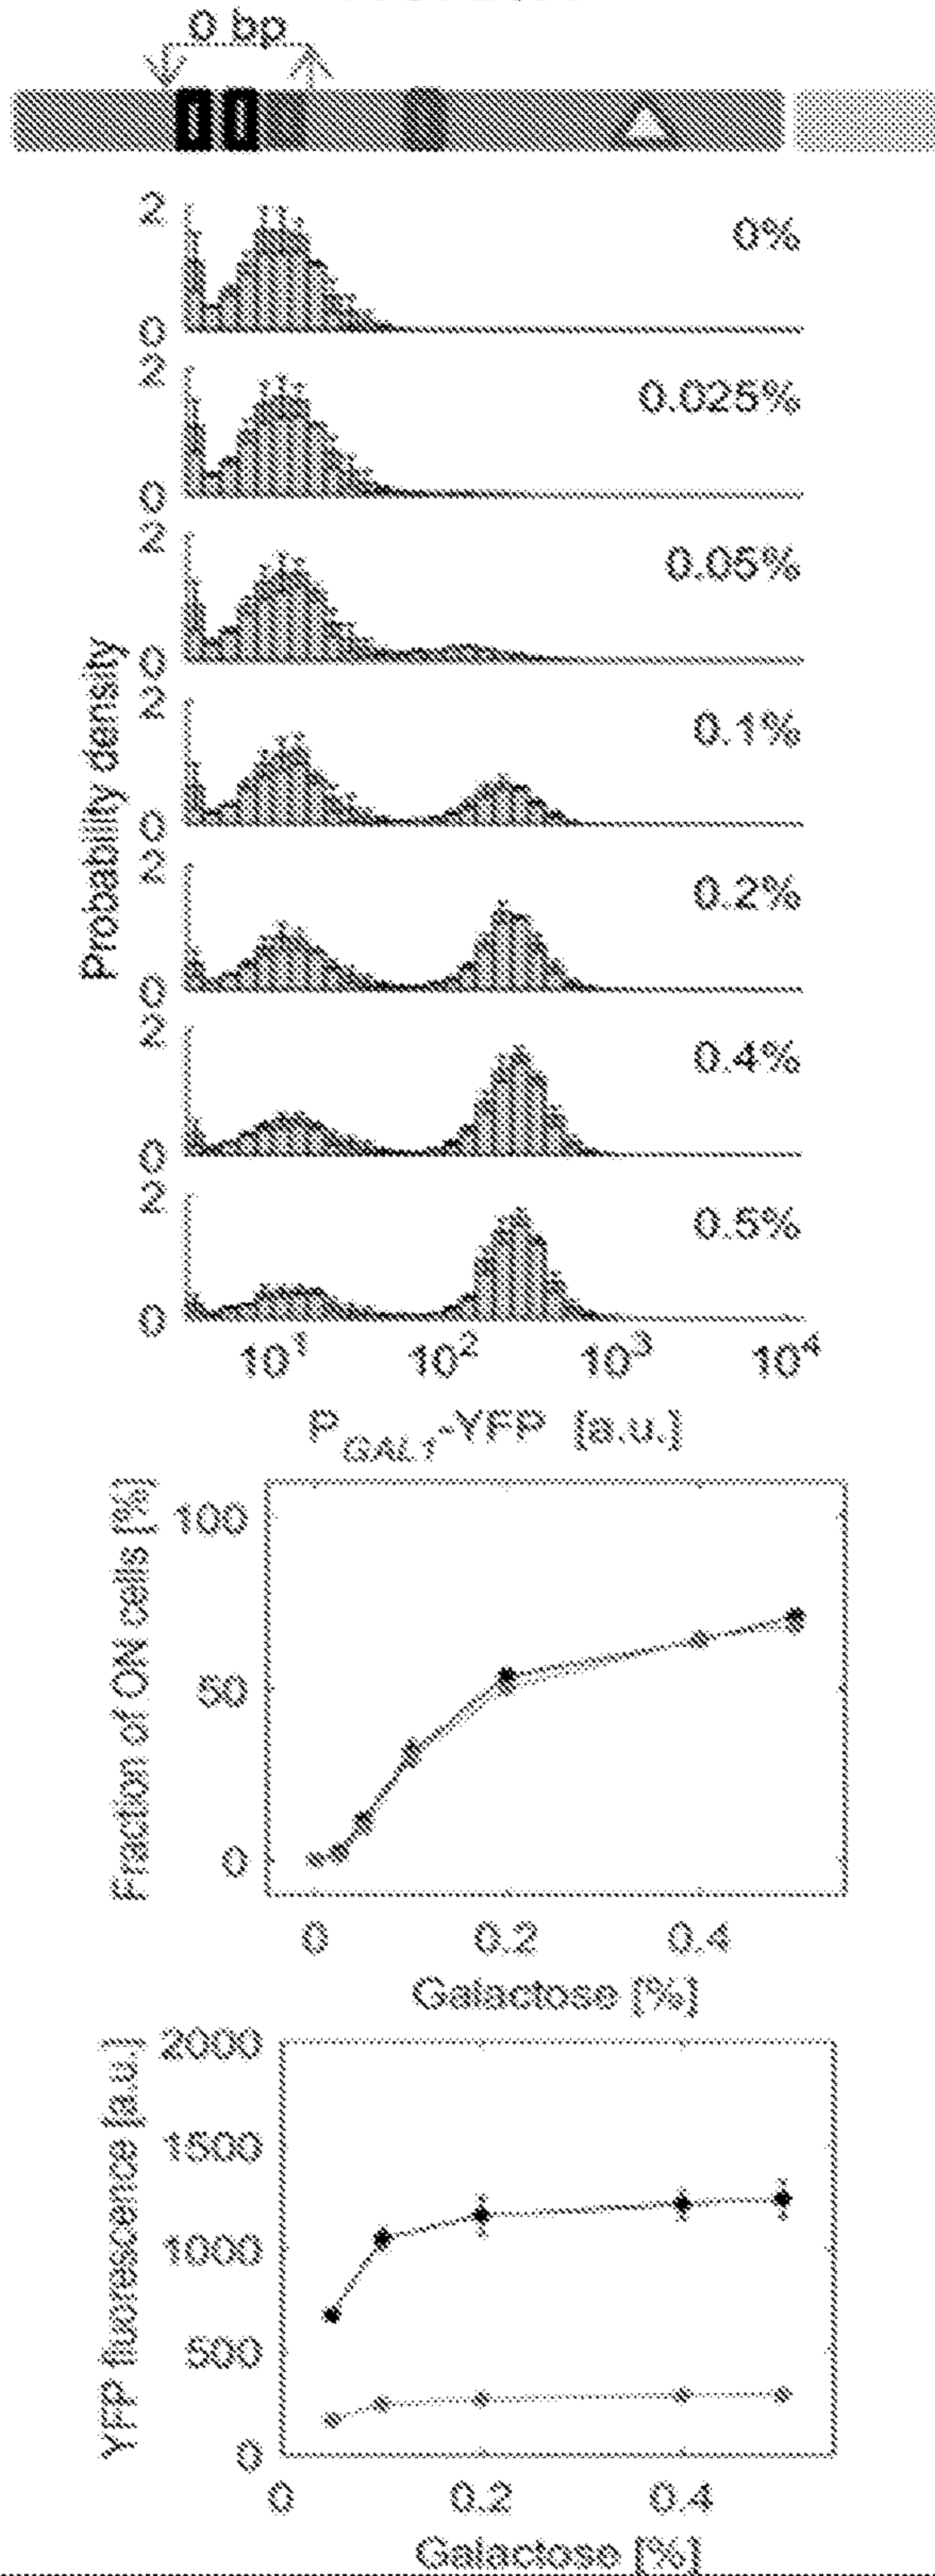 0 bp
2
0%
0
2
0.025%
0
2
0.05%
0
2
0.1%
0
2
0.2%
0
2
0.4%
0
2
0.5%
0
Probability density
10¹ 10² 10³ 10⁴
P GAL1-YFP [a.u.]
Fraction of ON cells [%]
100
50
0
0 0.2 0.4
Galactose [%]
YFP fluorescence [a.u.]
2000
1500
1000
500
0
0 0.2 0.4
Galactose [%]